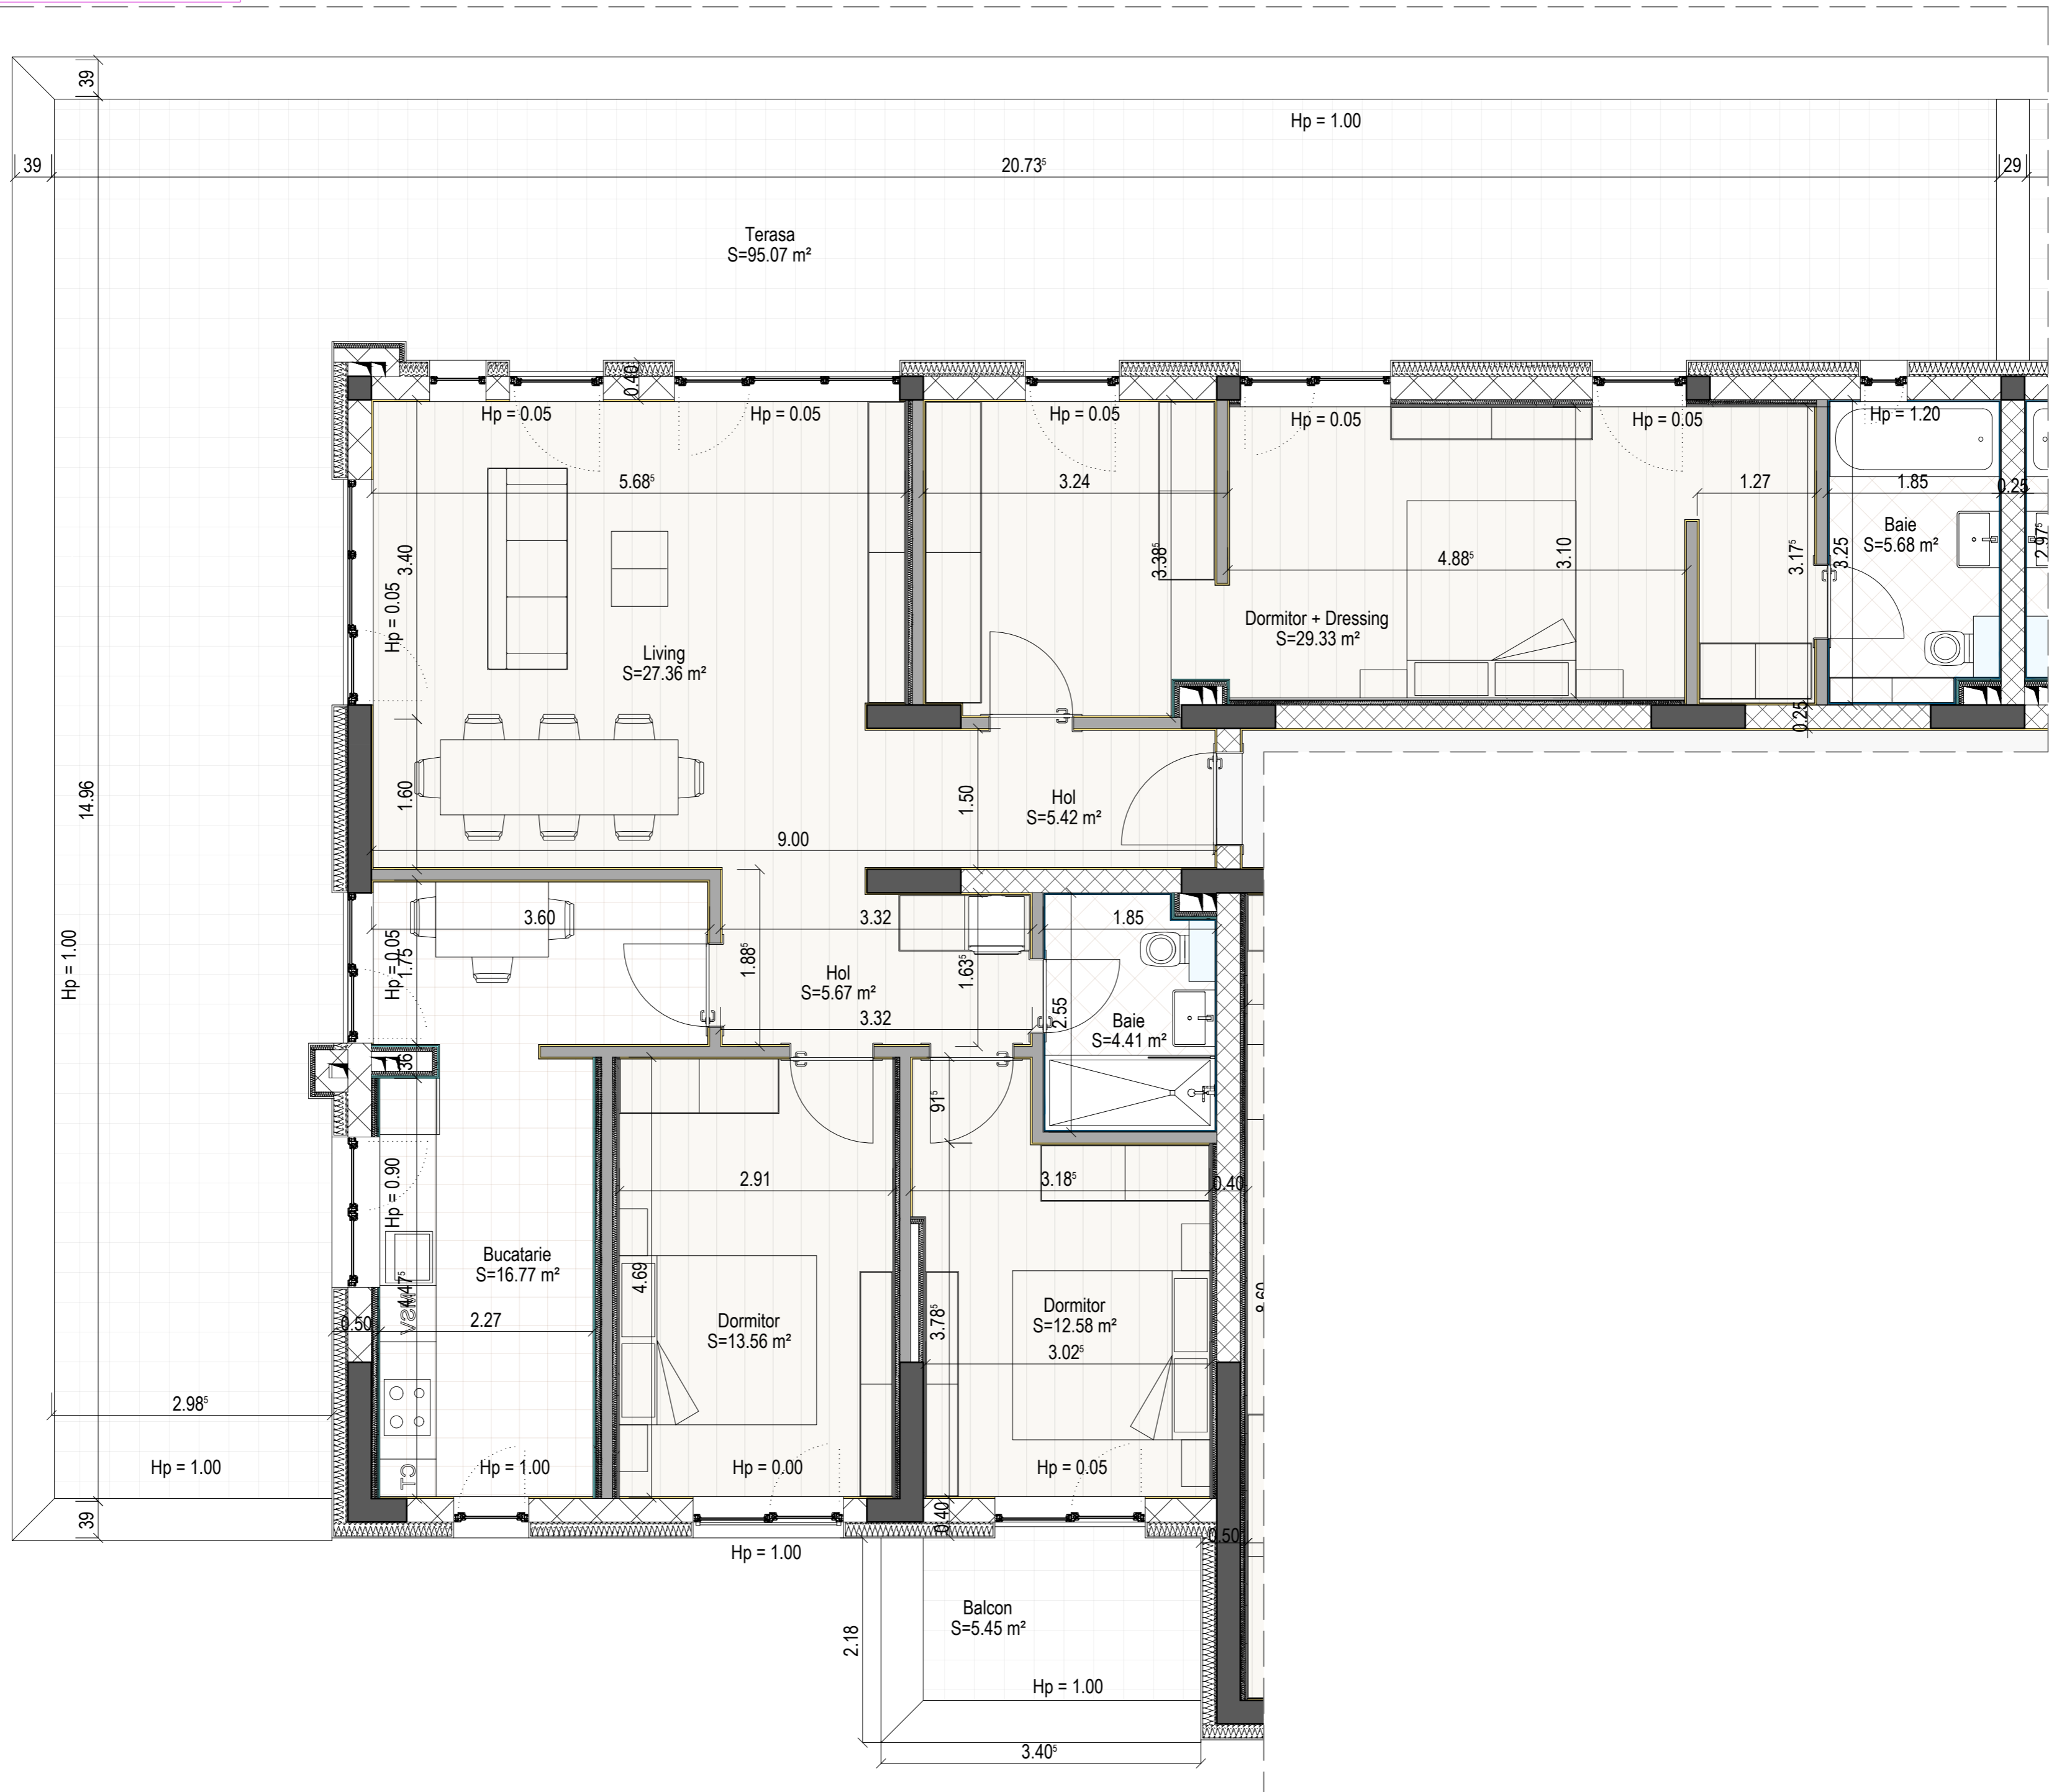 39
Hp = 1.00
39
20.73⁵
29
Terasa
S=95.07 m²
0.40
Hp = 0.05
Hp = 0.05
Hp = 0.05
Hp = 0.05
Hp = 0.05
Hp = 1.20
5.68⁵
3.24
1.27
1.85
0.25
3.40
3.38⁵
4.88⁵
3.10
3.17⁵
3.25
Baie
S=5.68 m²
2.97⁵
Hp = 0.05
Living
S=27.36 m²
Dormitor + Dressing
S=29.33 m²
0.25
14.96
1.60
1.50
Hol
S=5.42 m²
9.00
3.60
3.32
1.85
Hp = 1.00
Hp = 0.05
1.75
1.88⁵
Hol
S=5.67 m²
1.63⁵
2.55
3.32
Baie
S=4.41 m²
36
91⁵
Hp = 0.90
2.91
3.18⁵
0.40
Bucatarie
S=16.77 m²
4.69
4.47⁵
MSV
0.50
2.27
Dormitor
S=13.56 m²
3.78⁵
Dormitor
S=12.58 m²
3.02⁵
8.60
2.98⁵
Hp = 1.00
CT
Hp = 1.00
Hp = 0.00
Hp = 0.05
39
0.40
0.50
Hp = 1.00
Balcon
S=5.45 m²
2.18
Hp = 1.00
3.40⁵